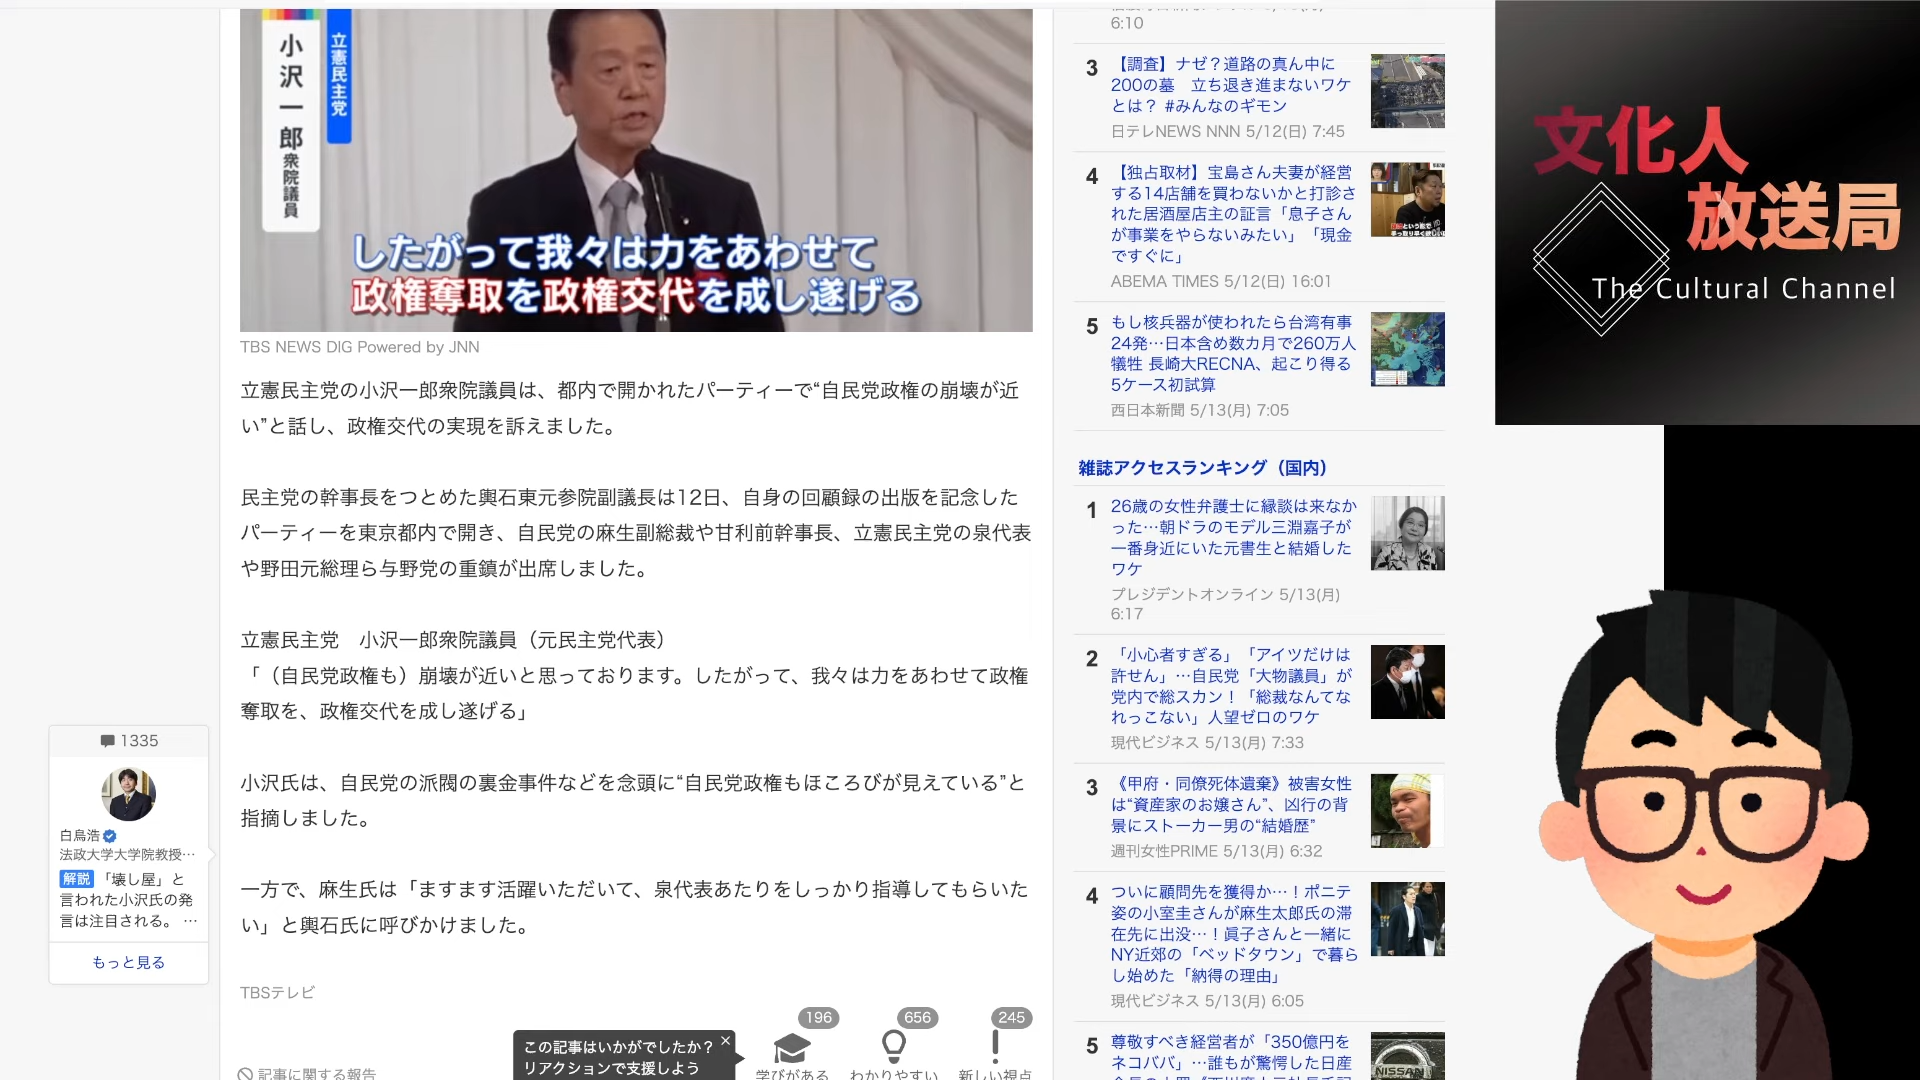 小沢一郎衆院議員
立憲民主党
したがって我々は力をあわせて
政権奪取を政権交代を成し遂げる
TBS NEWS DIG Powered by JNN
立憲民主党の小沢一郎衆院議員は、都内で開かれたパーティーで“自民党政権の崩壊が近
い”と話し、政権交代の実現を訴えました。
民主党の幹事長をつとめた輿石東元参院副議長は12日、自身の回顧録の出版を記念した
パーティーを東京都内で開き、自民党の麻生副総裁や甘利前幹事長、立憲民主党の泉代表
や野田元総理ら与野党の重鎮が出席しました。
立憲民主党　小沢一郎衆院議員（元民主党代表）
「（自民党政権も）崩壊が近いと思っております。したがって、我々は力をあわせて政権
奪取を、政権交代を成し遂げる」
小沢氏は、自民党の派閥の裏金事件などを念頭に“自民党政権もほころびが見えている”と
指摘しました。
一方で、麻生氏は「ますます活躍いただいて、泉代表あたりをしっかり指導してもらいた
い」と輿石氏に呼びかけました。
TBSテレビ
記事に関する報告
この記事はいかがでしたか？
リアクションで支援しよう
×
196
学びがある
656
わかりやすい
245
新しい視点
1335
白鳥浩
法政大学大学院教授…
解説 「壊し屋」と
言われた小沢氏の発
言は注目される。 …
もっと見る
6:10
3
【調査】ナゼ？道路の真ん中に
200の墓　立ち退き進まないワケ
とは？ #みんなのギモン
日テレNEWS NNN 5/12(日) 7:45
4
【独占取材】宝島さん夫妻が経営
する14店舗を買わないかと打診さ
れた居酒屋店主の証言「息子さん
が事業をやらないみたい」「現金
ですぐに」
ABEMA TIMES 5/12(日) 16:01
5
もし核兵器が使われたら台湾有事
24発…日本含め数カ月で260万人
犠牲 長崎大RECNA、起こり得る
5ケース初試算
西日本新聞 5/13(月) 7:05
雑誌アクセスランキング（国内）
1
26歳の女性弁護士に縁談は来なか
った…朝ドラのモデル三淵嘉子が
一番身近にいた元書生と結婚した
ワケ
プレジデントオンライン 5/13(月)
6:17
2
「小心者すぎる」「アイツだけは
許せん」…自民党「大物議員」が
党内で総スカン！「総裁なんてな
れっこない」人望ゼロのワケ
現代ビジネス 5/13(月) 7:33
3
《甲府・同僚死体遺棄》被害女性
は“資産家のお嬢さん”、凶行の背
景にストーカー男の“結婚歴”
週刊女性PRIME 5/13(月) 6:32
4
ついに顧問先を獲得か…！ポニテ
姿の小室圭さんが麻生太郎氏の滞
在先に出没…！眞子さんと一緒に
NY近郊の「ベッドタウン」で暮ら
し始めた「納得の理由」
現代ビジネス 5/13(月) 6:05
5
尊敬すべき経営者が「350億円を
ネコババ」…誰もが驚愕した日産
NISSAN
文化人
放送局
The Cultural Channel